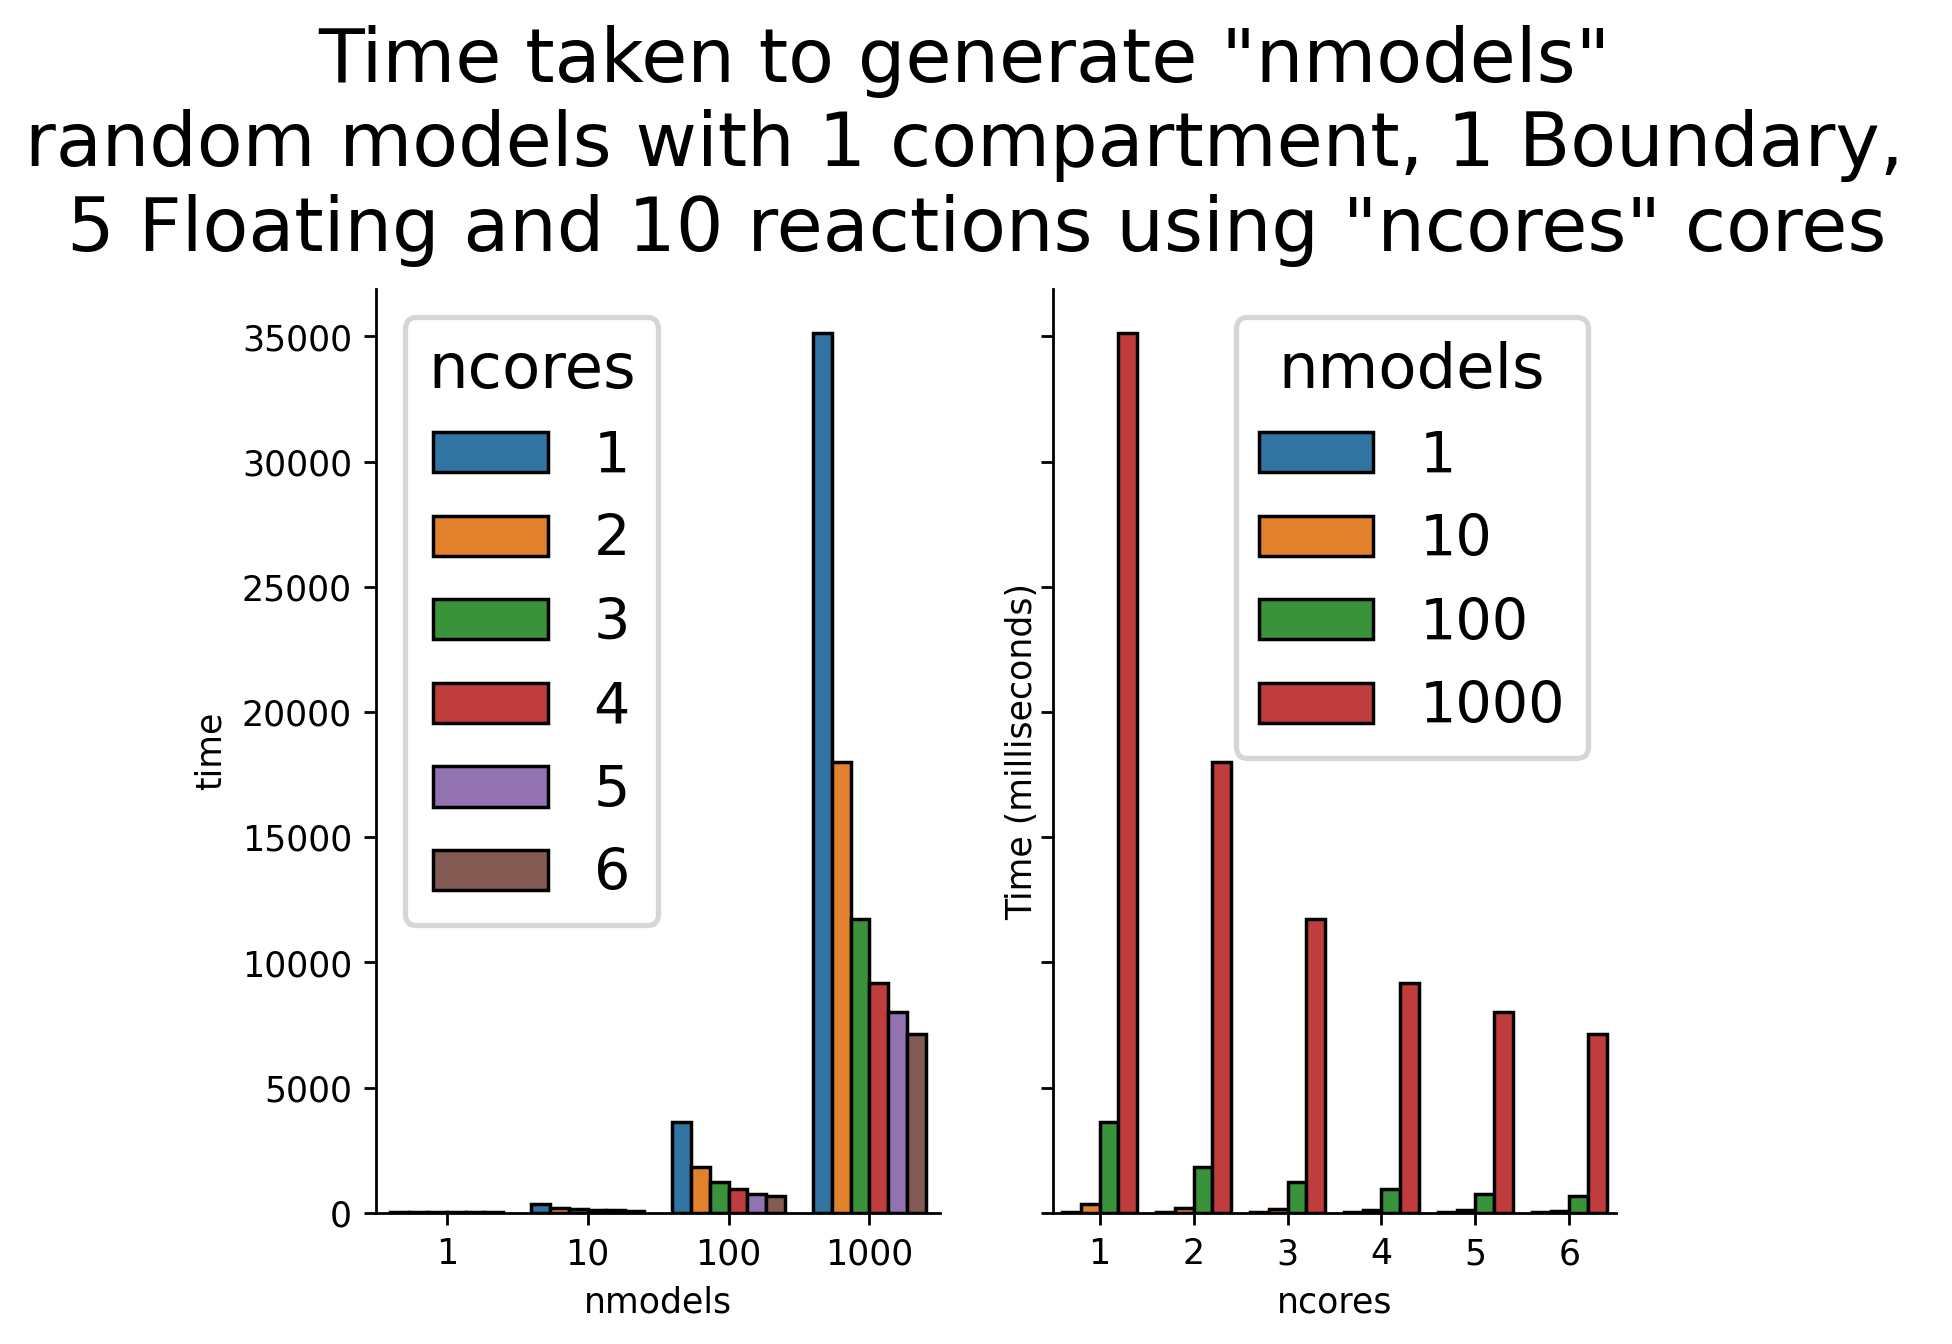 Time taken to generate "nmodels"
random models with 1 compartment, 1 Boundary,
5 Floating and 10 reactions using "ncores" cores
time
35000
30000
25000
20000
15000
10000
5000
0
ncores
1
2
3
4
5
6
1 10 100 1000
nmodels
Time (milliseconds)
nmodels
1
10
100
1000
1 2 3 4 5 6
ncores